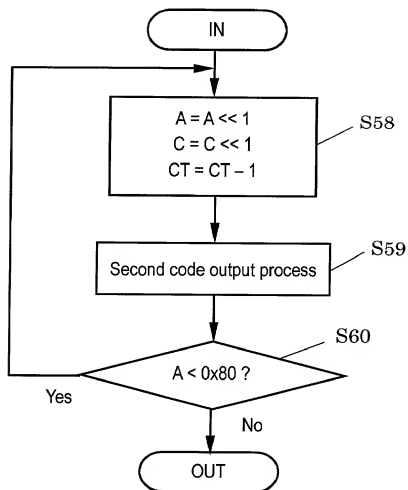 IN
A = A << 1
C = C << 1
CT = CT – 1
S58
Second code output process
S59
S60
A < 0x80 ?
Yes
No
OUT